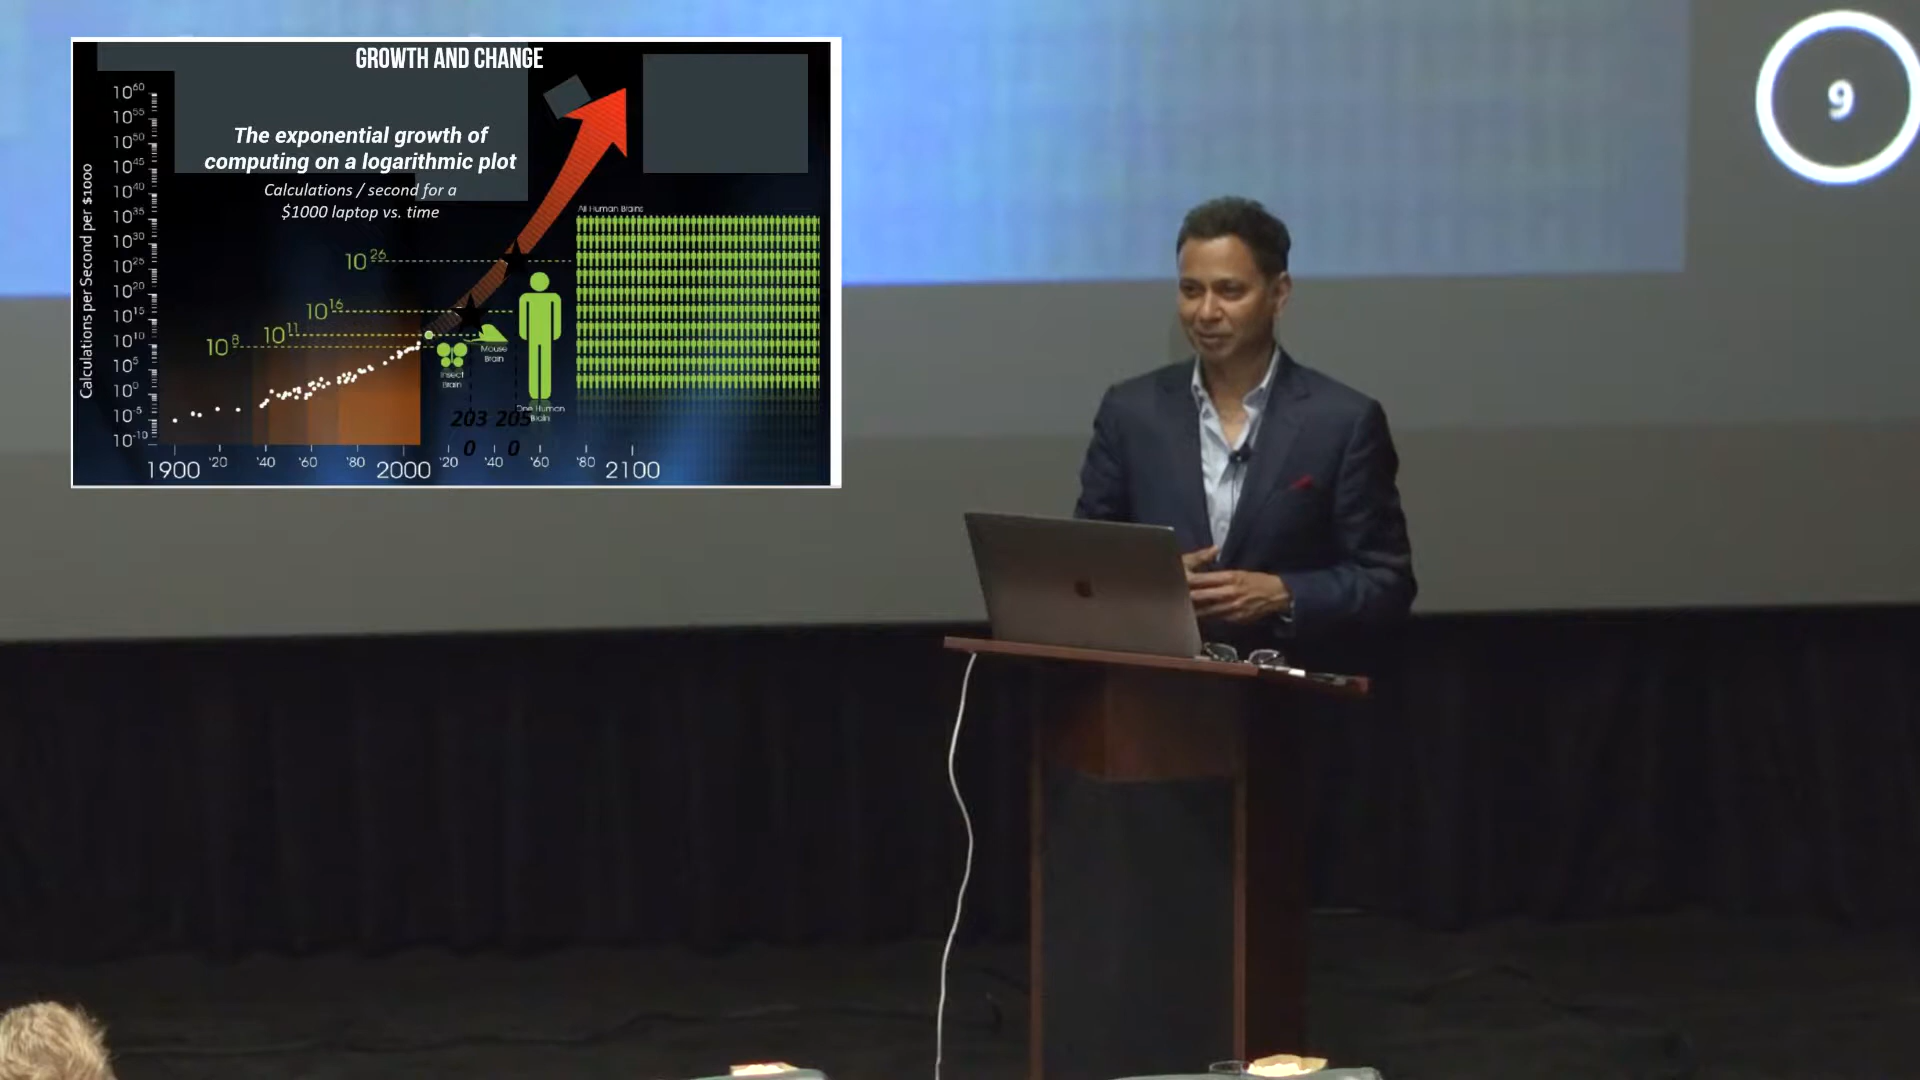 GROWTH AND CHANGE
The exponential growth of
computing on a logarithmic plot
Calculations / second for a
$1000 laptop vs. time
Calculations per Second per $1000
10^60
10^55
10^50
10^45
10^40
10^35
10^30
10^25
10^20
10^15
10^10
10^5
10^0
10^-5
10^-10
10^26
10^16
10^11
10^8
All Human Brains
Insect
Brain
Mouse
Brain
One Human
Brain
203
0
205
0
1900 '20 '40 '60 '80 2000 '20 '40 '60 '80 2100
9